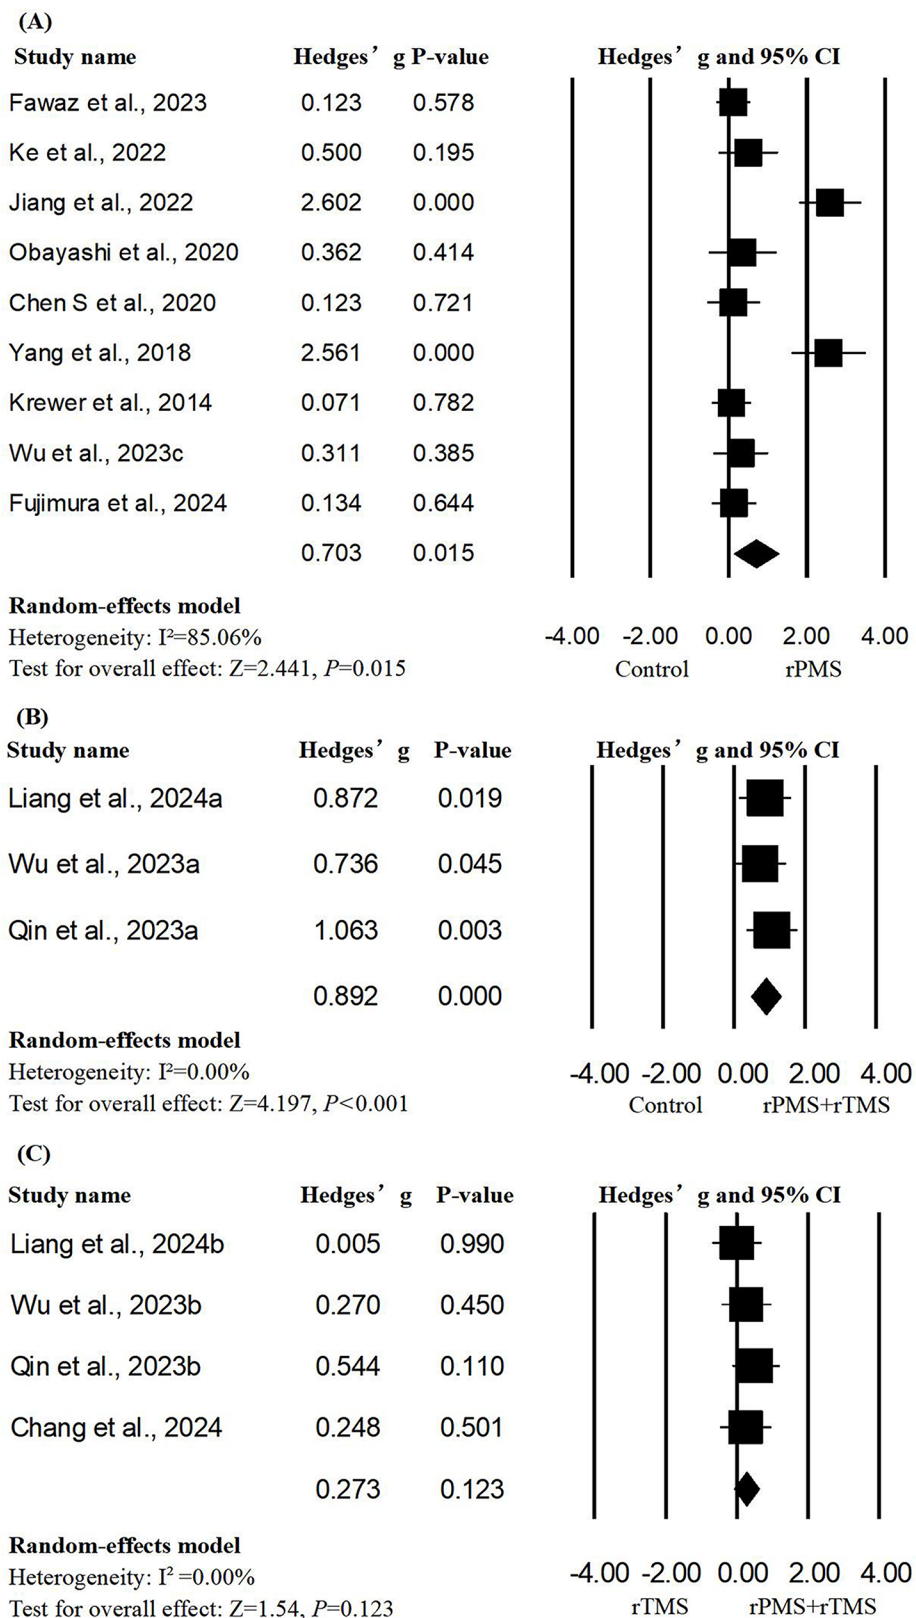 (A)
Study name Hedges’ g P-value Hedges’ g and 95% CI
Fawaz et al., 2023 0.123 0.578
Ke et al., 2022 0.500 0.195
Jiang et al., 2022 2.602 0.000
Obayashi et al., 2020 0.362 0.414
Chen S et al., 2020 0.123 0.721
Yang et al., 2018 2.561 0.000
Krewer et al., 2014 0.071 0.782
Wu et al., 2023c 0.311 0.385
Fujimura et al., 2024 0.134 0.644
0.703 0.015
Random-effects model
Heterogeneity: I²=85.06% -4.00 -2.00 0.00 2.00 4.00
Test for overall effect: Z=2.441, P=0.015 Control rPMS
(B)
Study name Hedges’ g P-value Hedges’ g and 95% CI
Liang et al., 2024a 0.872 0.019
Wu et al., 2023a 0.736 0.045
Qin et al., 2023a 1.063 0.003
0.892 0.000
Random-effects model
Heterogeneity: I²=0.00% -4.00 -2.00 0.00 2.00 4.00
Test for overall effect: Z=4.197, P<0.001 Control rPMS+rTMS
(C)
Study name Hedges’ g P-value Hedges’ g and 95% CI
Liang et al., 2024b 0.005 0.990
Wu et al., 2023b 0.270 0.450
Qin et al., 2023b 0.544 0.110
Chang et al., 2024 0.248 0.501
0.273 0.123
Random-effects model
Heterogeneity: I² =0.00% -4.00 -2.00 0.00 2.00 4.00
Test for overall effect: Z=1.54, P=0.123 rTMS rPMS+rTMS